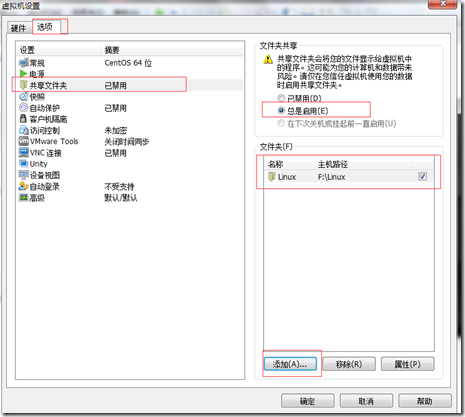 虚拟机设置
硬件 选项
设置 摘要
常规 CentOS 64 位
电源
共享文件夹 已禁用
快照
自动保护 已禁用
客户机隔离
访问控制 未加密
VMware Tools 关闭时间同步
VNC 连接 已禁用
Unity
设备视图
自动登录 不受支持
高级 默认/默认
文件夹共享
共享文件夹会将您的文件显示给虚拟机中
的程序。这可能为您的计算机和数据带来
风险。请仅在您信任虚拟机使用您的数据
时启用共享文件夹。
已禁用(D)
总是启用(E)
在下次关机或挂起前一直启用(U)
文件夹(F)
名称 主机路径
Linux F:\Linux
添加(A)... 移除(R) 属性(P)
确定 取消 帮助